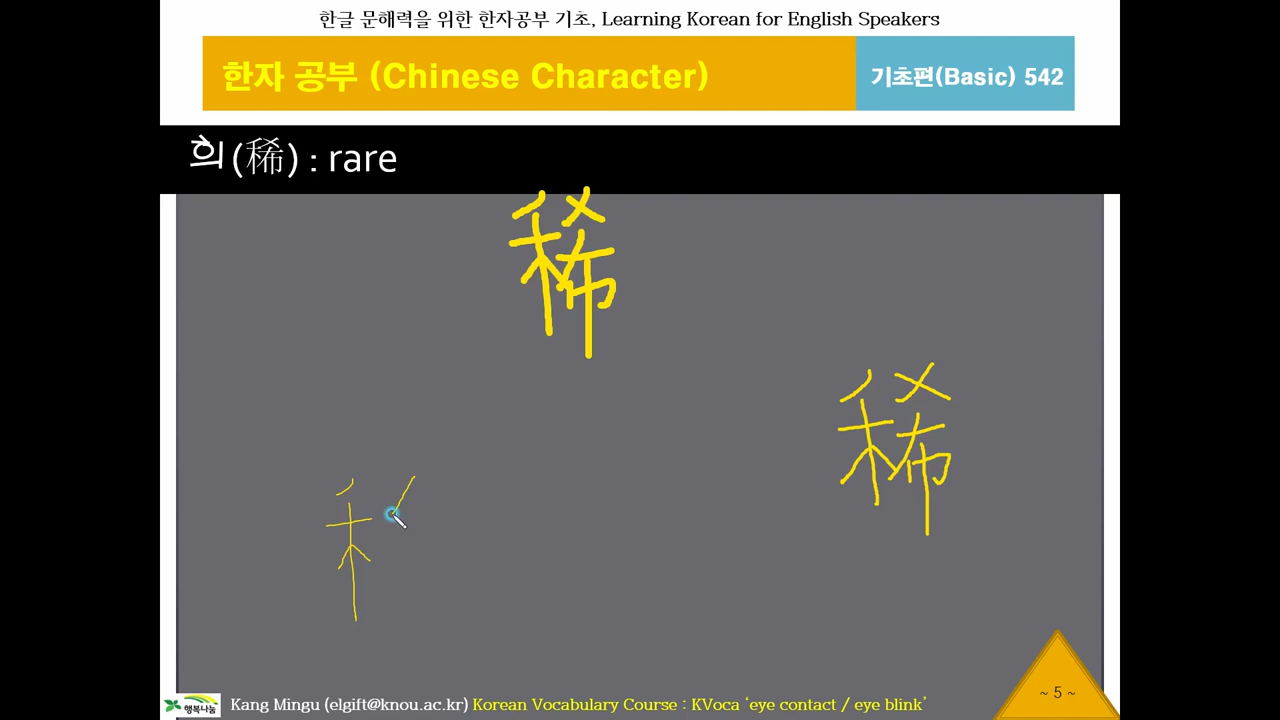 한글 문해력을 위한 한자공부 기초, Learning Korean for English Speakers
한자 공부 (Chinese Character)
기초편(Basic) 542
희(稀) : rare
稀
稀
~ 5 ~
행복나눔
Kang Mingu (elgift@knou.ac.kr) Korean Vocabulary Course : KVoca ‘eye contact / eye blink’